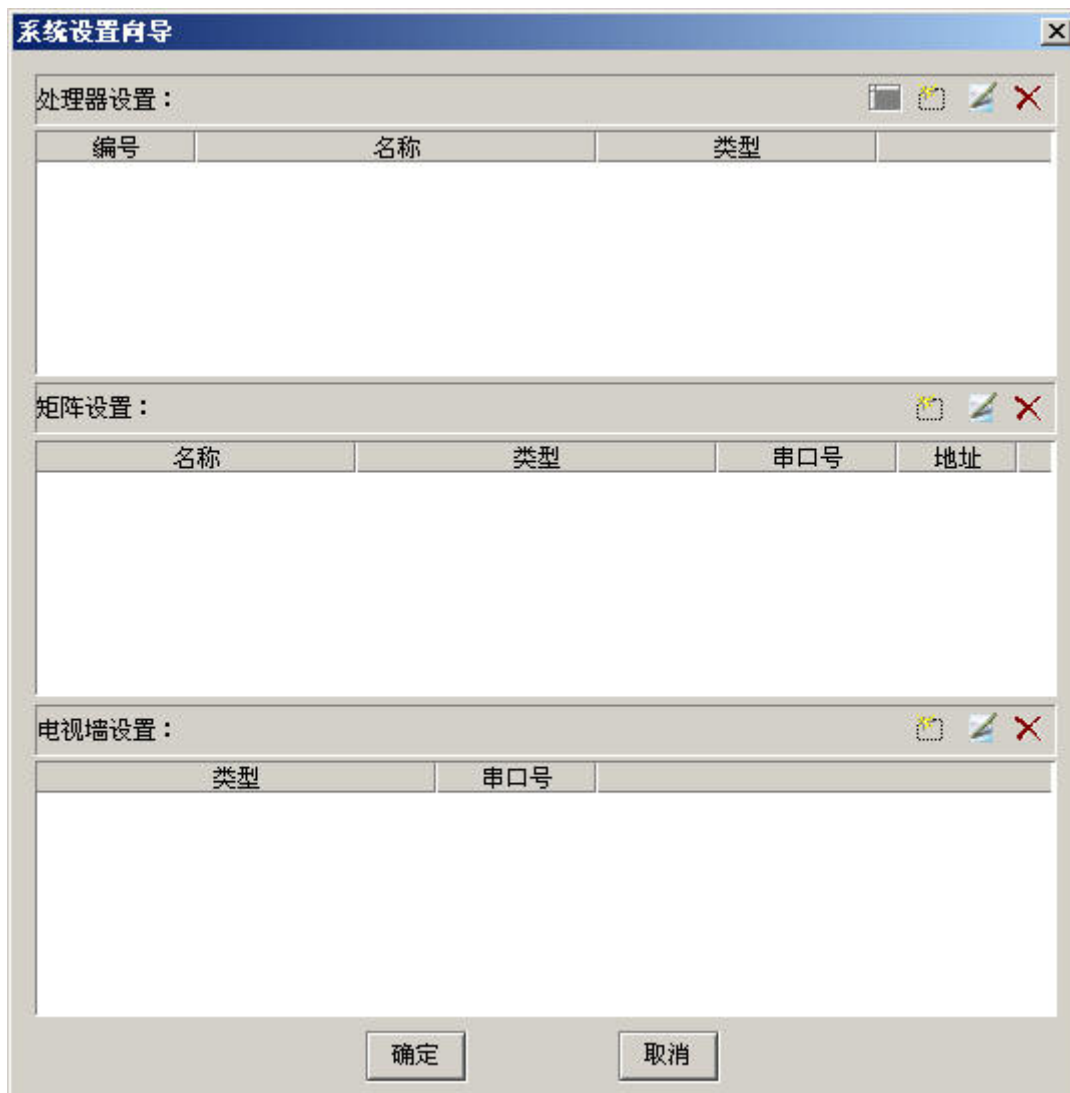 系统设置向导
处理器设置：
编号 名称 类型
矩阵设置：
名称 类型 串口号 地址
电视墙设置：
类型 串口号
确定 取消